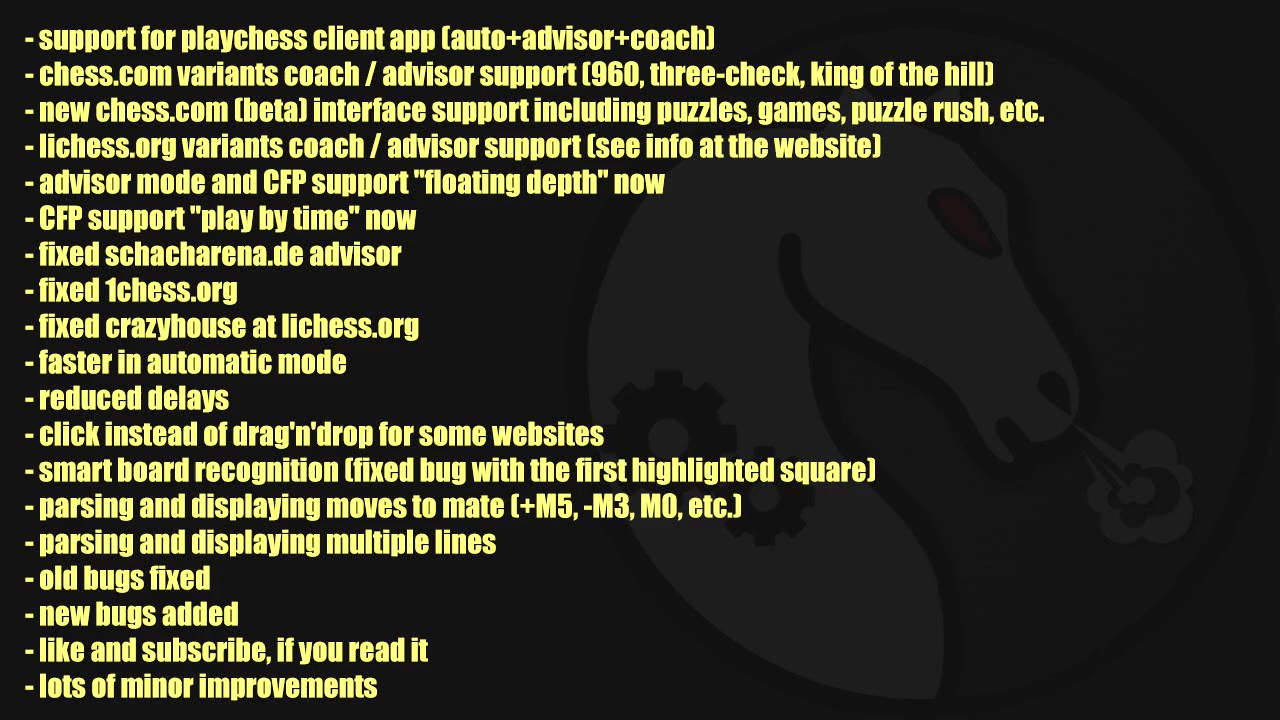 - support for playchess client app (auto+advisor+coach)
- chess.com variants coach / advisor support (960, three-check, king of the hill)
- new chess.com (beta) interface support including puzzles, games, puzzle rush, etc.
- lichess.org variants coach / advisor support (see info at the website)
- advisor mode and CFP support "floating depth" now
- CFP support "play by time" now
- fixed schacharena.de advisor
- fixed 1chess.org
- fixed crazyhouse at lichess.org
- faster in automatic mode
- reduced delays
- click instead of drag'n'drop for some websites
- smart board recognition (fixed bug with the first highlighted square)
- parsing and displaying moves to mate (+M5, -M3, M0, etc.)
- parsing and displaying multiple lines
- old bugs fixed
- new bugs added
- like and subscribe, if you read it
- lots of minor improvements